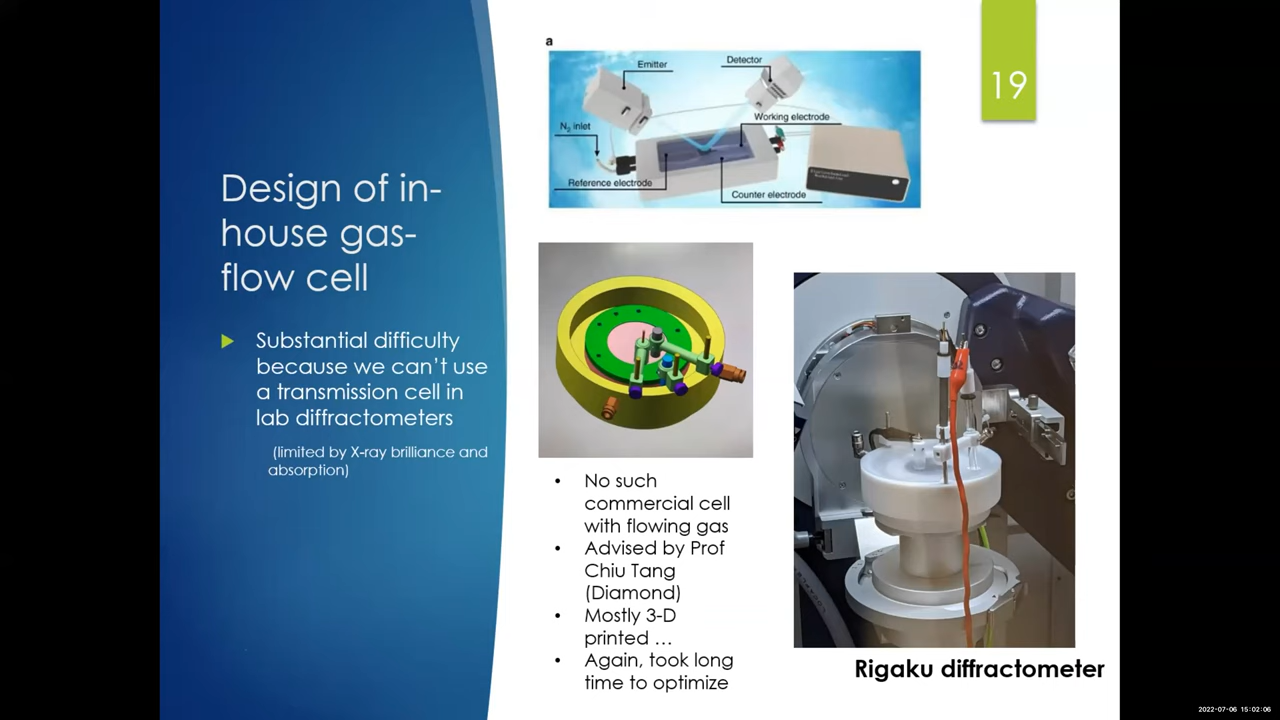 19
Design of in-
house gas-
flow cell
Substantial difficulty
because we can't use
a transmission cell in
lab diffractometers
(limited by X-ray brilliance and
absorption)
a
Emitter
Detector
N₂ inlet
Working electrode
Reference electrode
Counter electrode
• No such
commercial cell
with flowing gas
• Advised by Prof
Chiu Tang
(Diamond)
• Mostly 3-D
printed …
• Again, took long
time to optimize
Rigaku diffractometer
2022-07-06 15:02:06